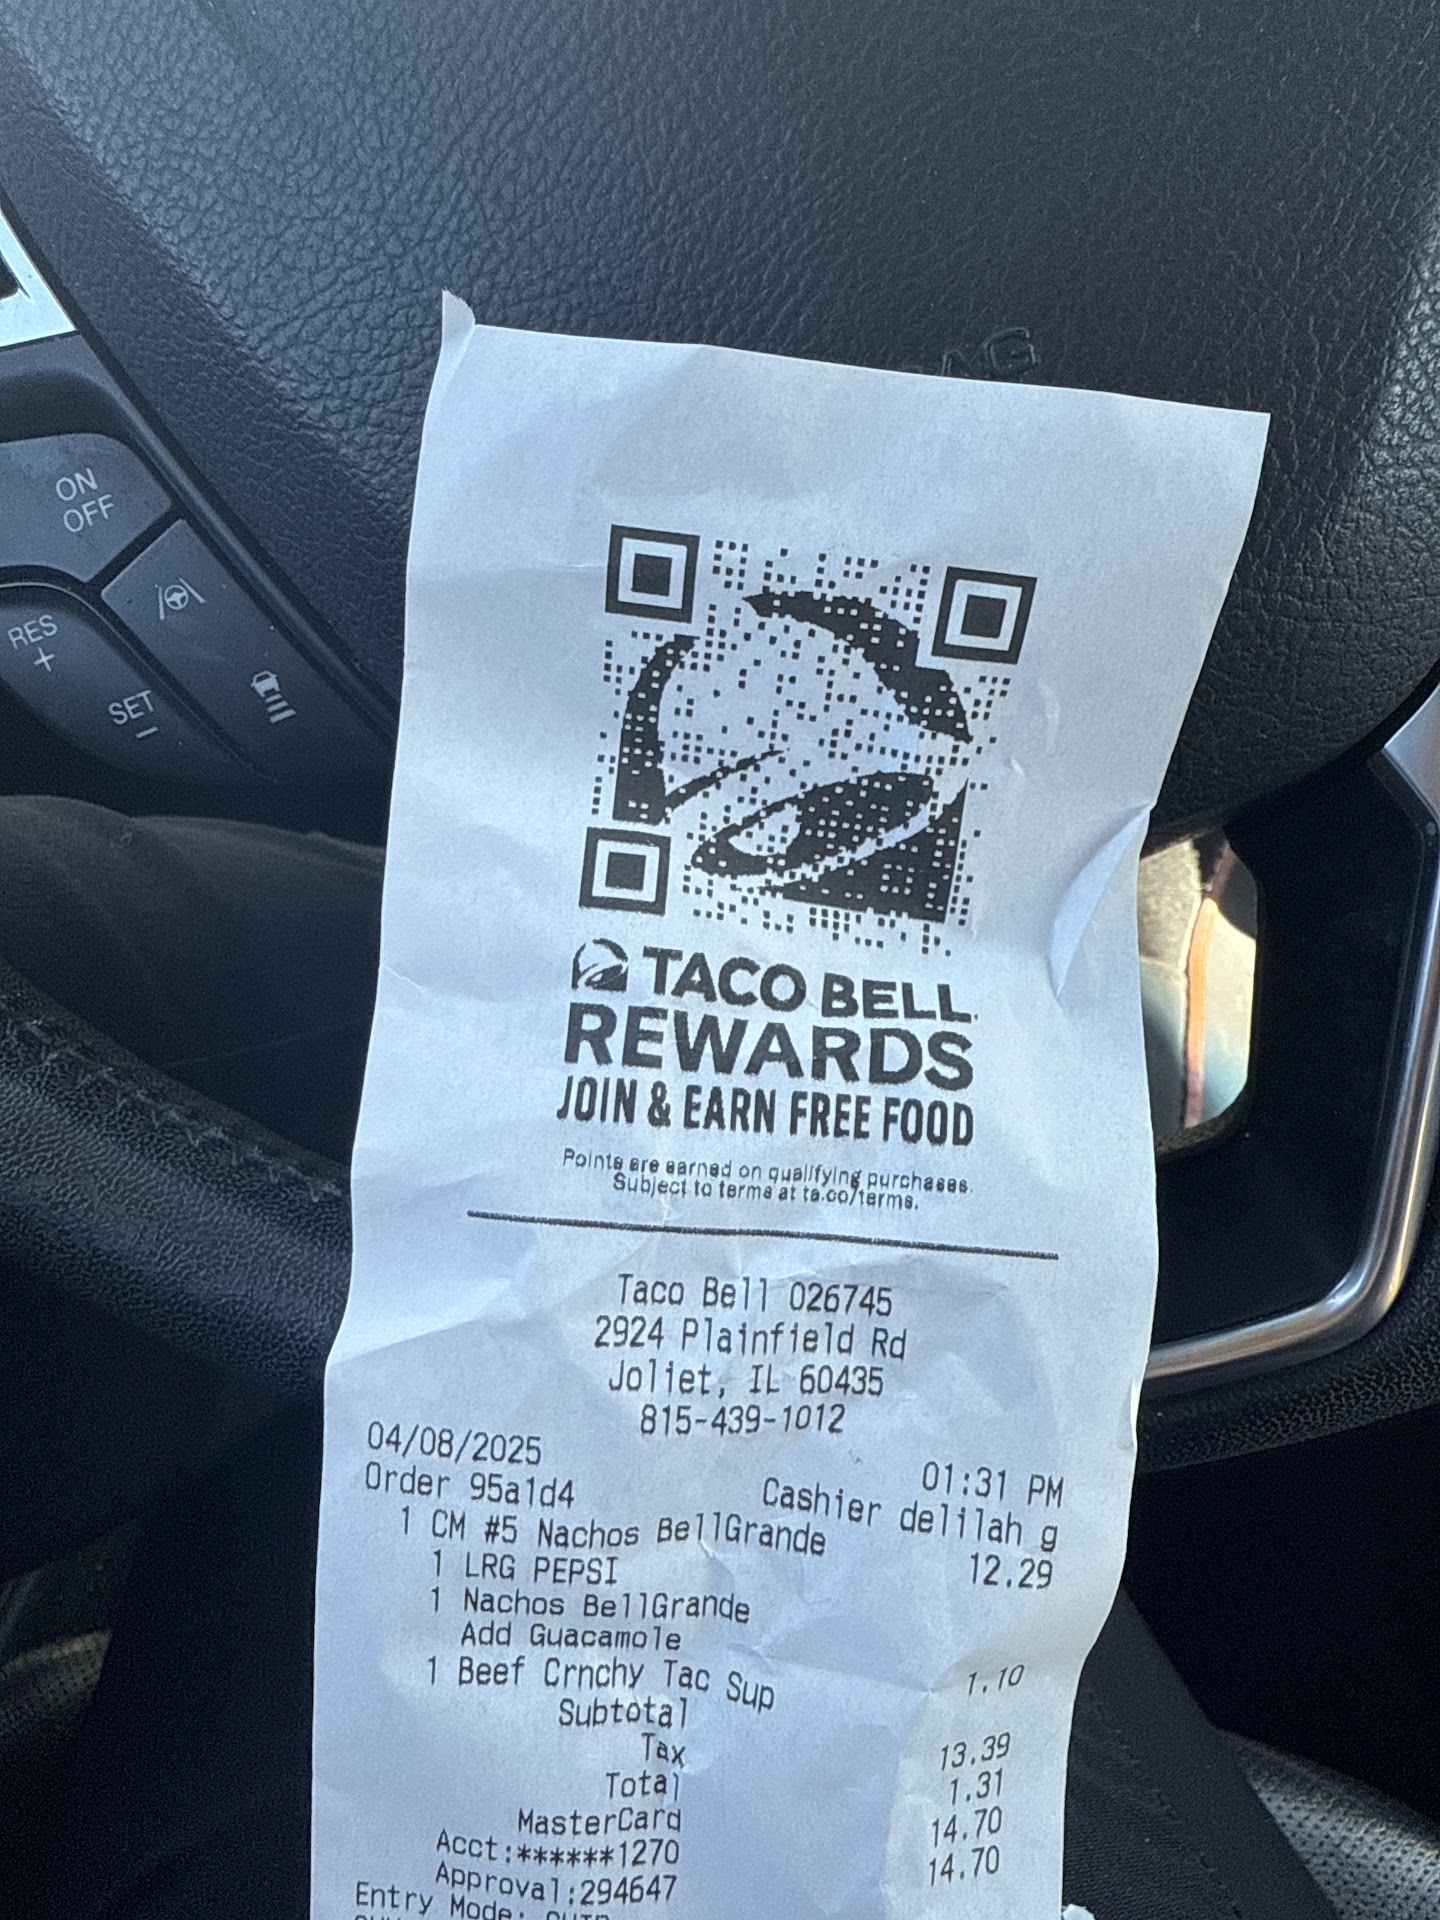 AG
ON
OFF
RES
+
SET
-
TACO BELL
REWARDS
JOIN & EARN FREE FOOD
Points are earned on qualifying purchases.
Subject to terms at ta.co/terms.
Taco Bell 026745
2924 Plainfield Rd
Joliet, IL 60435
815-439-1012
04/08/2025 01:31 PM
Order 95a1d4 Cashier delilah g
1 CM #5 Nachos BellGrande 12.29
1 LRG PEPSI
1 Nachos BellGrande
Add Guacamole 1.10
1 Beef Crnchy Tac Sup
Subtotal 13.39
Tax 1.31
Total 14.70
MasterCard 14.70
Acct:******1270
Approval:294647
Entry Mode: